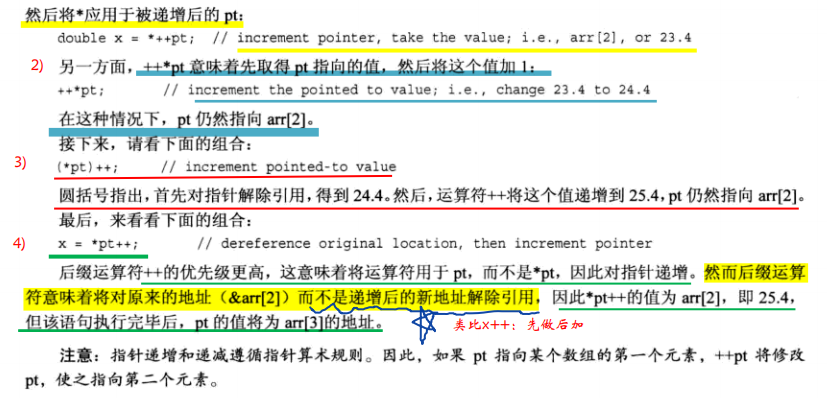 然后将*应用于被递增后的 pt：
double x = *++pt; // increment pointer, take the value; i.e., arr[2], or 23.4
2) 另一方面，++*pt 意味着先取得 pt 指向的值，然后将这个值加 1：
++*pt; // increment the pointed to value; i.e., change 23.4 to 24.4
在这种情况下，pt 仍然指向 arr[2]。
接下来，请看下面的组合：
3) (*pt)++; // increment pointed-to value
圆括号指出，首先对指针解除引用，得到 24.4。然后，运算符++将这个值递增到 25.4，pt 仍然指向 arr[2]。
最后，来看看下面的组合：
4) x = *pt++; // dereference original location, then increment pointer
后缀运算符++的优先级更高，这意味着将运算符用于 pt，而不是*pt，因此对指针递增。然而后缀运算
符意味着将对原来的地址（&arr[2]）而不是递增后的新地址解除引用，因此*pt++的值为 arr[2]，即 25.4，
但该语句执行完毕后，pt 的值将为 arr[3]的地址。
类比x++：先做后加
注意：指针递增和递减遵循指针算术规则。因此，如果 pt 指向某个数组的第一个元素，++pt 将修改
pt，使之指向第二个元素。